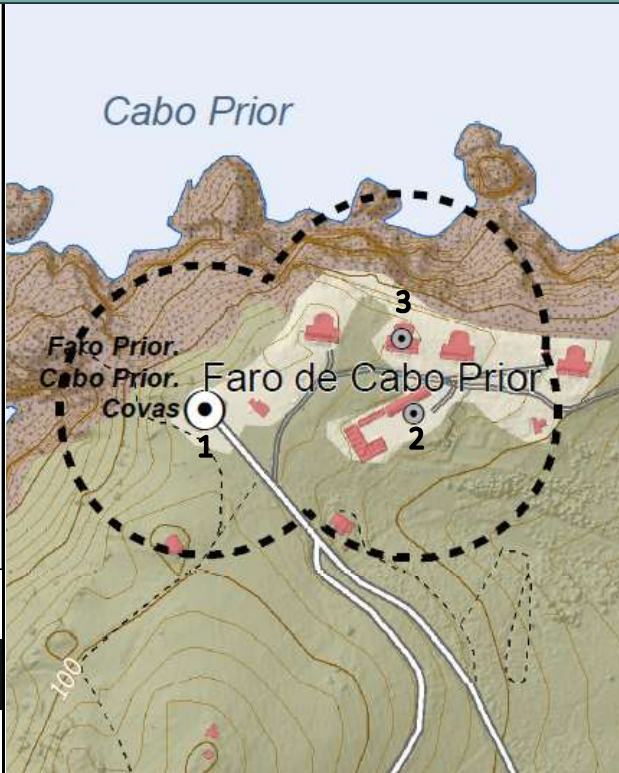 Cabo Prior
3
Faro Prior.
Cabo Prior.
Covas
Faro de Cabo Prior
1
2
100